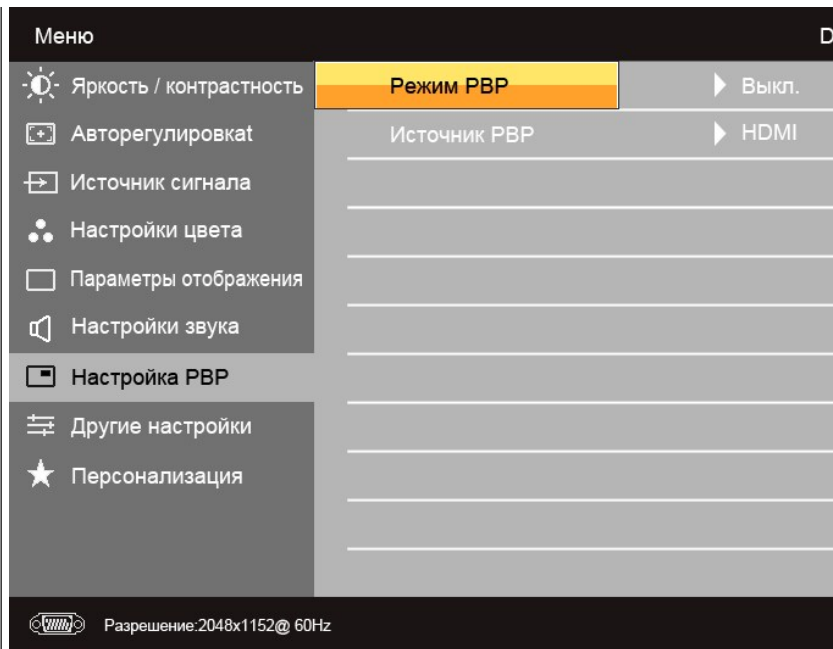 Меню D
Яркость / контрастность
Режим PBP Выкл.
Авторегулировкat
Источник PBP HDMI
Источник сигнала
Настройки цвета
Параметры отображения
Настройки звука
Настройка PBP
Другие настройки
Персонализация
Разрешение:2048x1152@ 60Hz